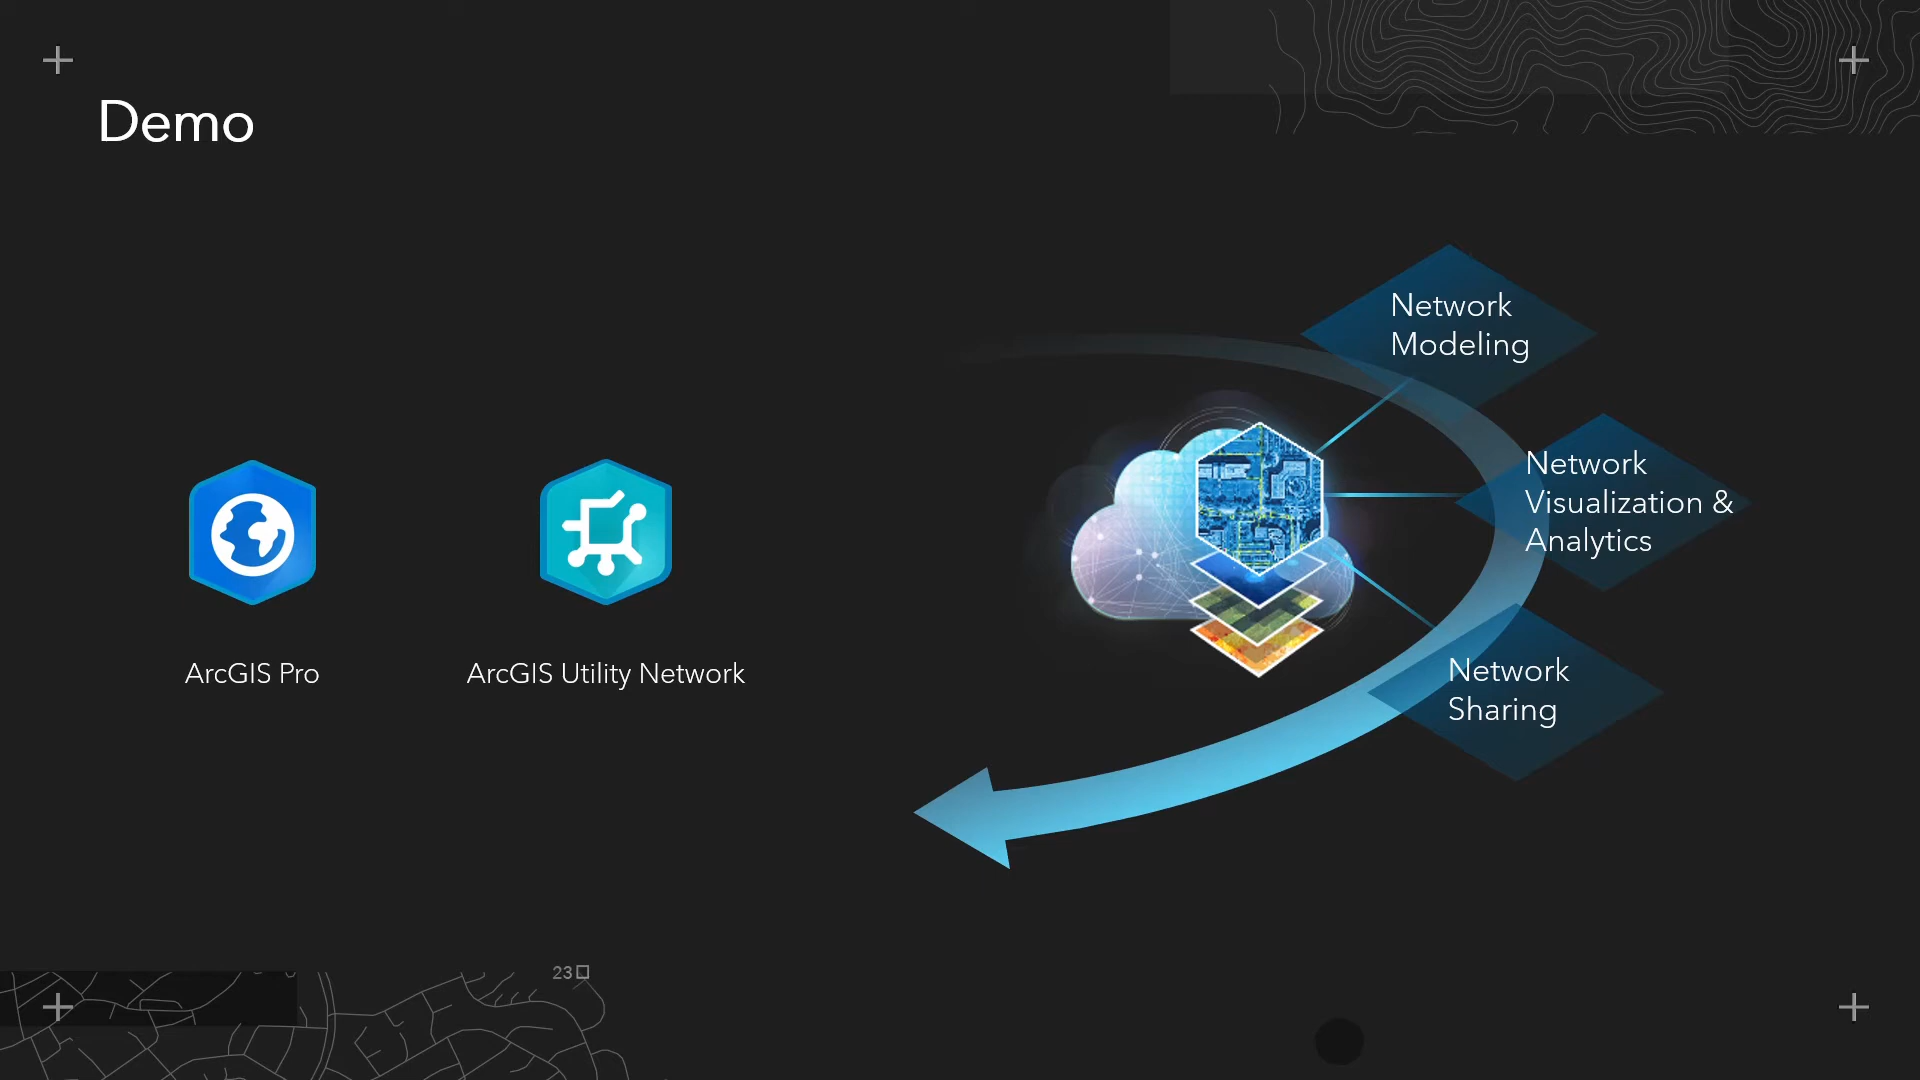 Demo
ArcGIS Pro
ArcGIS Utility Network
Network
Modeling
Network
Visualization &
Analytics
Network
Sharing
23